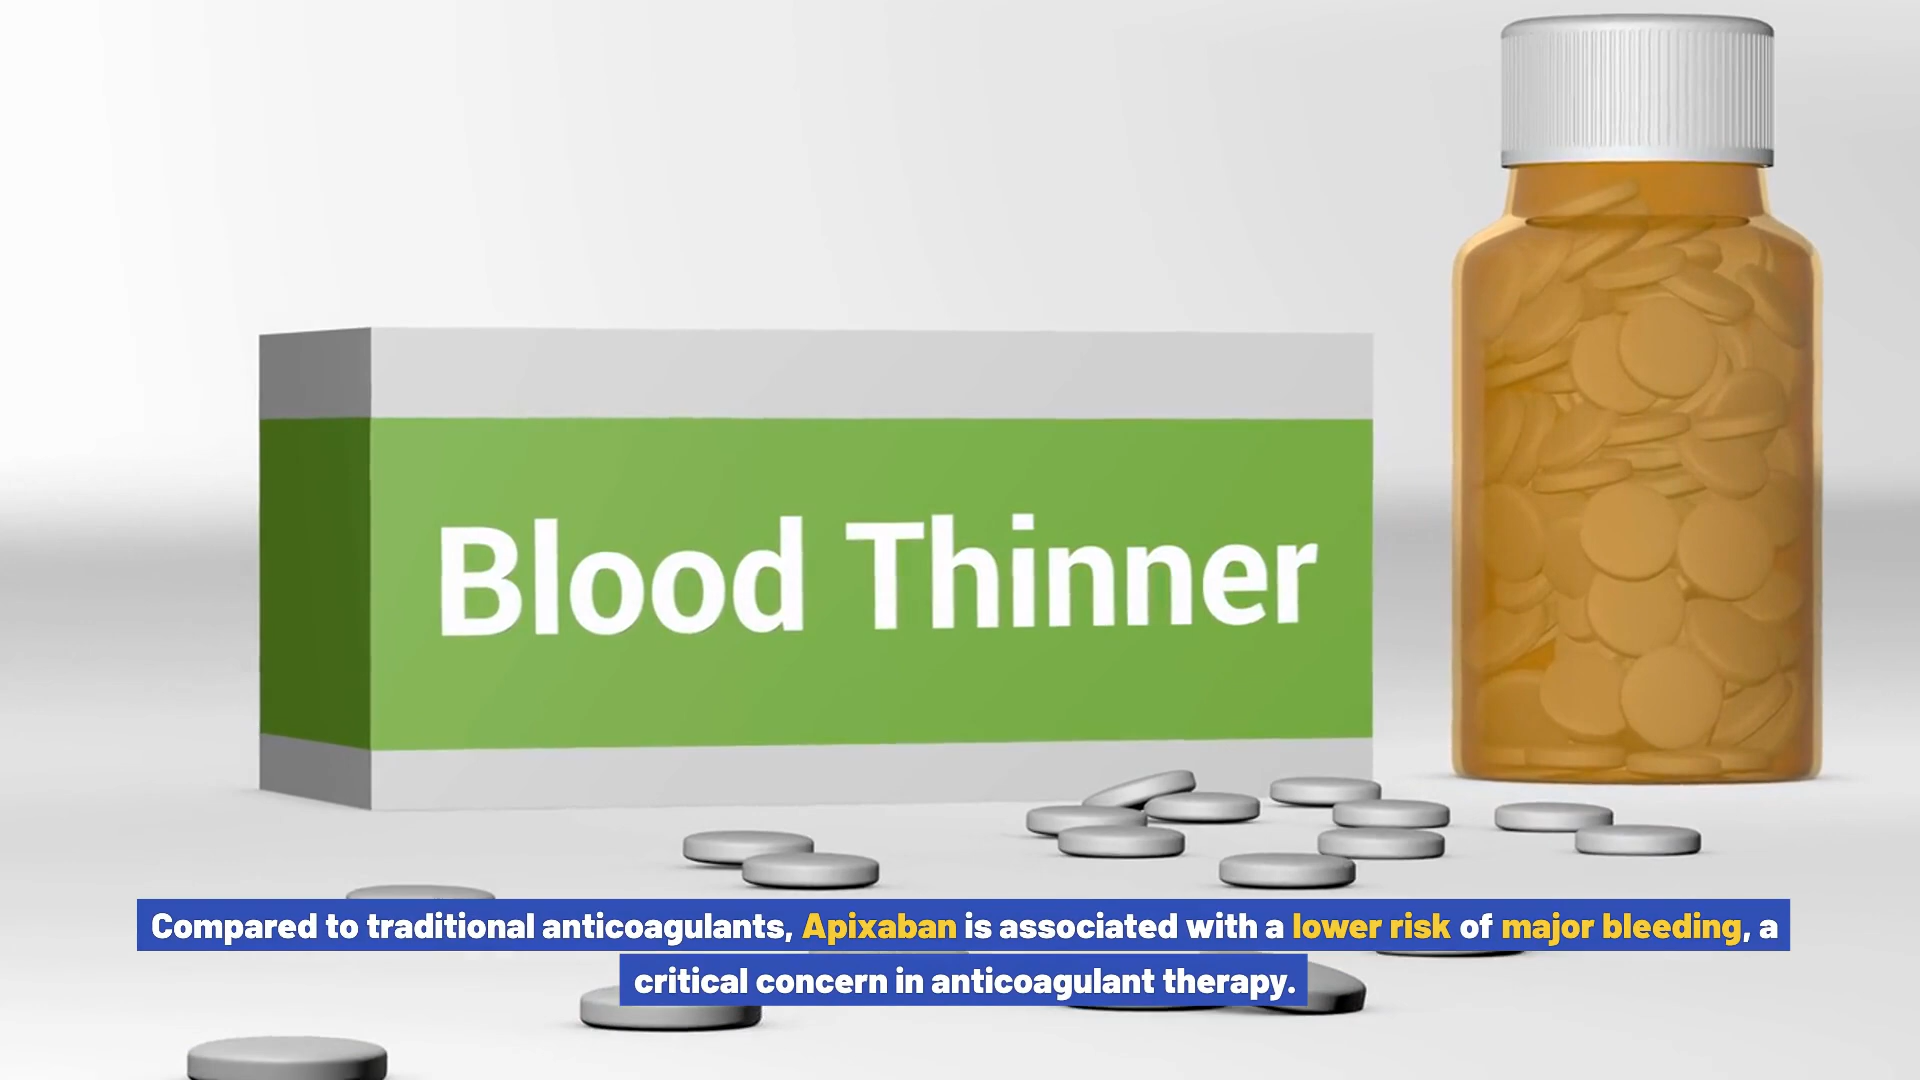 Blood Thinner
Compared to traditional anticoagulants, Apixaban is associated with a lower risk of major bleeding, a
critical concern in anticoagulant therapy.